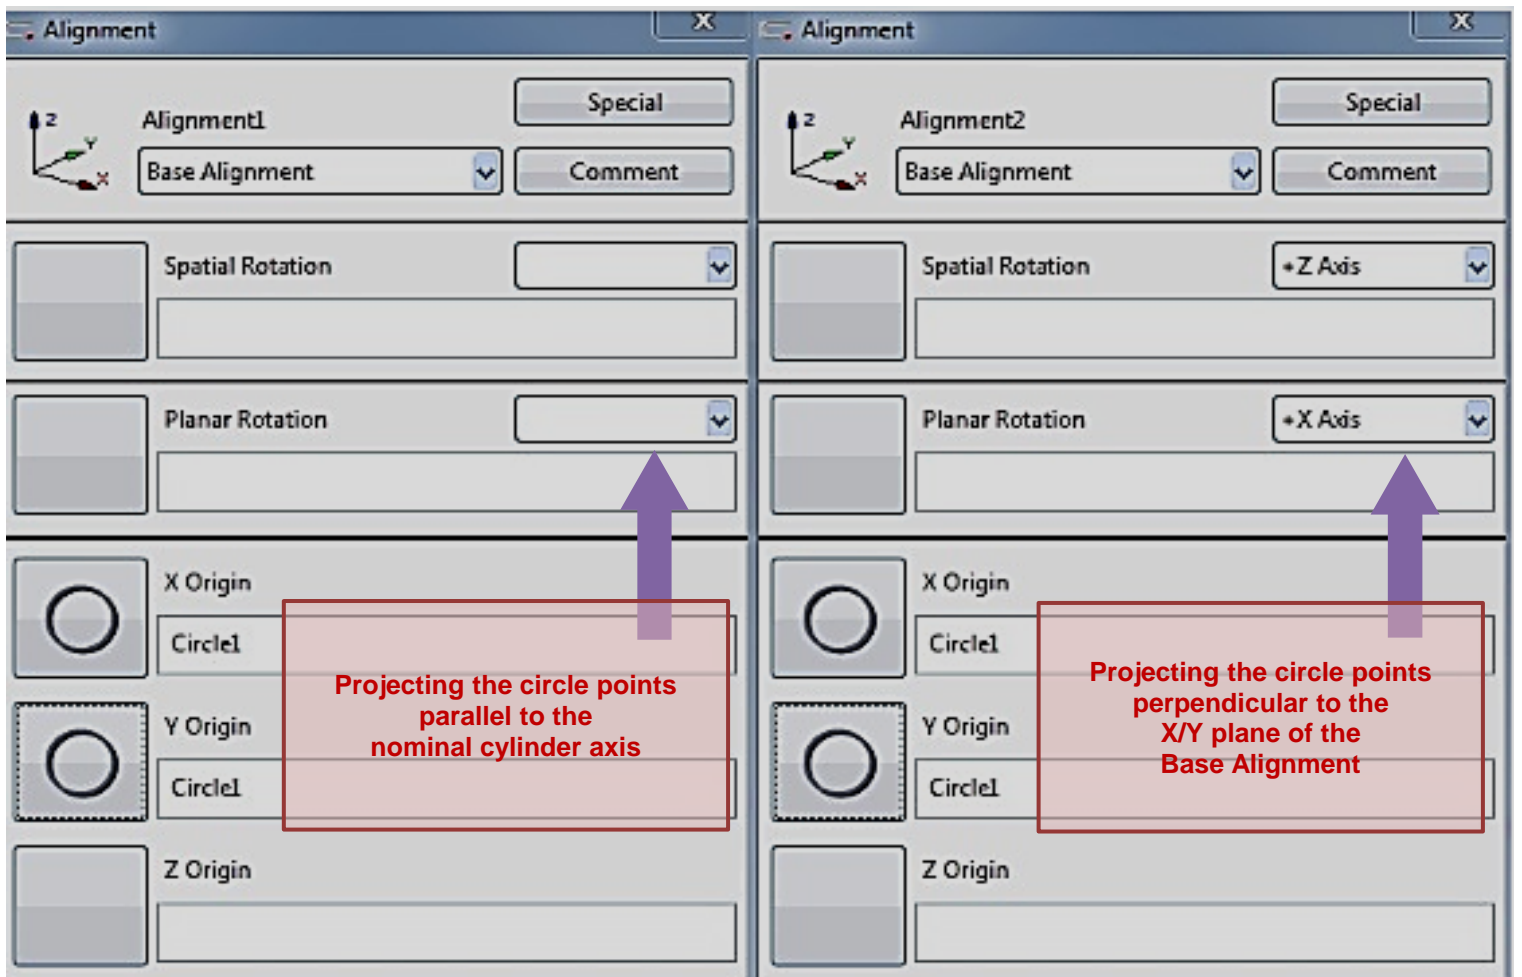 Alignment
X
Z
Y
X
Alignment1
Special
Base Alignment
Comment
Spatial Rotation
Planar Rotation
X Origin
Circle1
Y Origin
Circle1
Z Origin
Projecting the circle points
parallel to the
nominal cylinder axis
Alignment
X
Z
Y
X
Alignment2
Special
Base Alignment
Comment
Spatial Rotation
+Z Axis
Planar Rotation
+X Axis
X Origin
Circle1
Y Origin
Circle1
Z Origin
Projecting the circle points
perpendicular to the
X/Y plane of the
Base Alignment